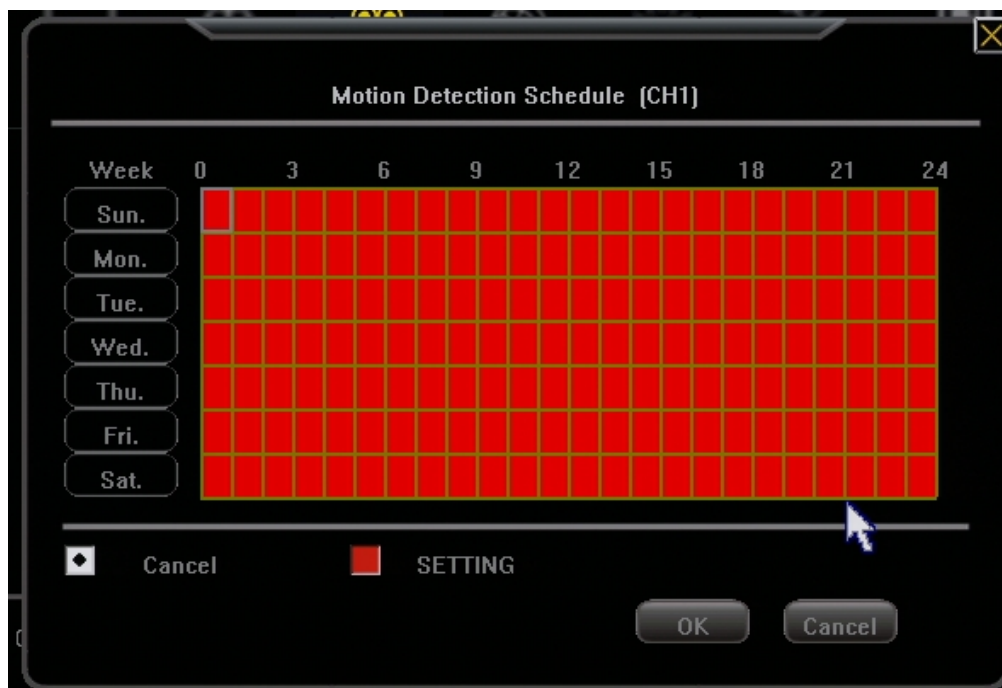 Motion Detection Schedule (CH1)
Week 0 3 6 9 12 15 18 21 24
Sun.
Mon.
Tue.
Wed.
Thu.
Fri.
Sat.
Cancel SETTING
OK Cancel